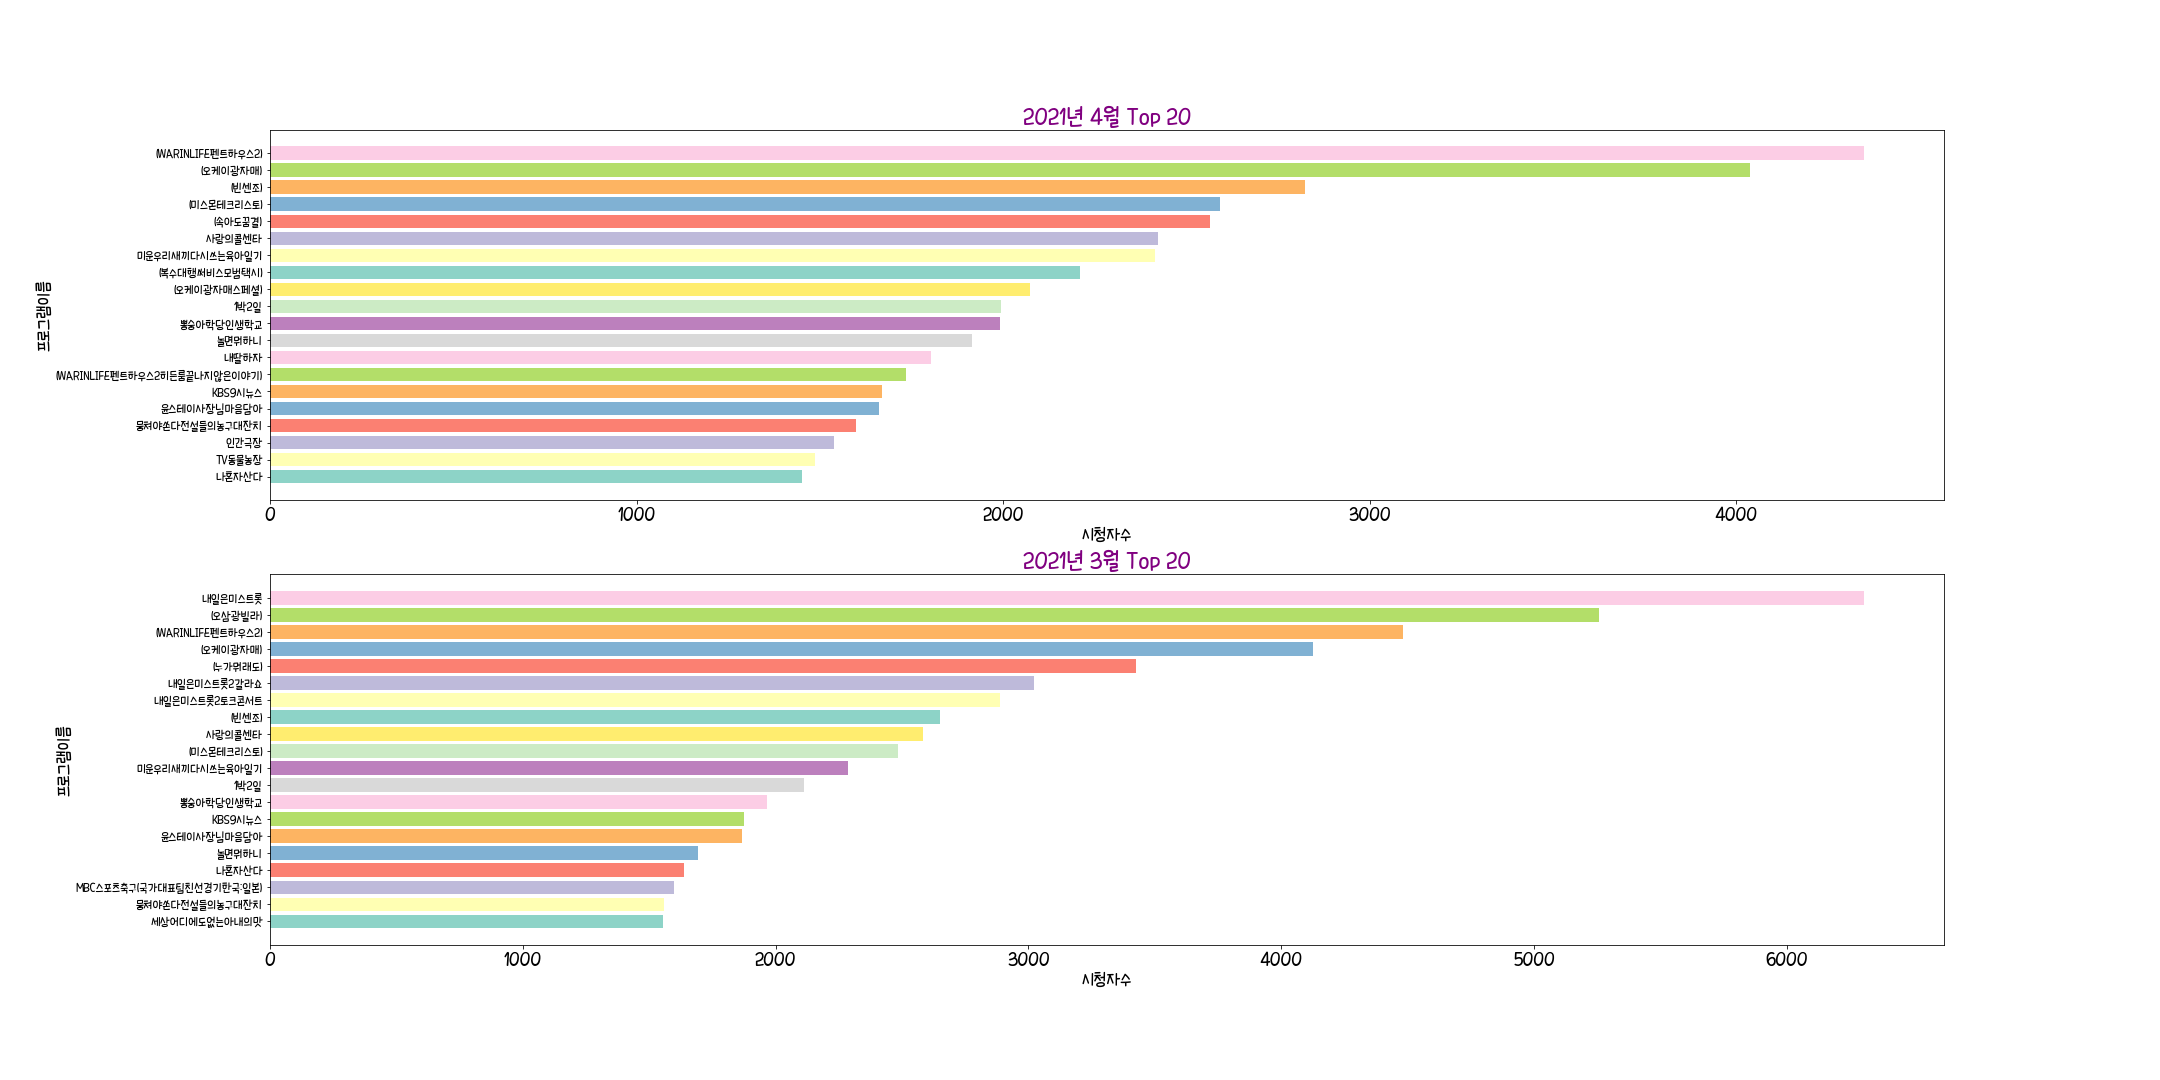 2021년 4월 Top 20
프로그램이름
(WARINLIFE펜트하우스2)
(오케이광자매)
(빈센조)
(미스몬테크리스토)
(속아도꿈결)
사랑의콜센타
미운우리새끼다시쓰는육아일기
(복수대행써비스모범택시)
(오케이광자매스페셜)
1박2일
뽕숭아학당인생학교
놀면뭐하니
내딸하자
(WARINLIFE펜트하우스2히든룸끝나지않은이야기)
KBS9시뉴스
윤스테이사장님마음담아
뭉쳐야쏜다전설들의농구대잔치
인간극장
TV동물농장
나혼자산다
0 1000 2000 3000 4000
시청자수
2021년 3월 Top 20
프로그램이름
내일은미스트롯
(오삼광빌라)
(WARINLIFE펜트하우스2)
(오케이광자매)
(누가뭐래도)
내일은미스트롯2갈라쇼
내일은미스트롯2토크콘서트
(빈센조)
사랑의콜센타
(미스몬테크리스토)
미운우리새끼다시쓰는육아일기
1박2일
뽕숭아학당인생학교
KBS9시뉴스
윤스테이사장님마음담아
놀면뭐하니
나혼자산다
MBC스포츠축구(국가대표팀친선경기한국:일본)
뭉쳐야쏜다전설들의농구대잔치
세상어디에도없는아내의맛
0 1000 2000 3000 4000 5000 6000
시청자수